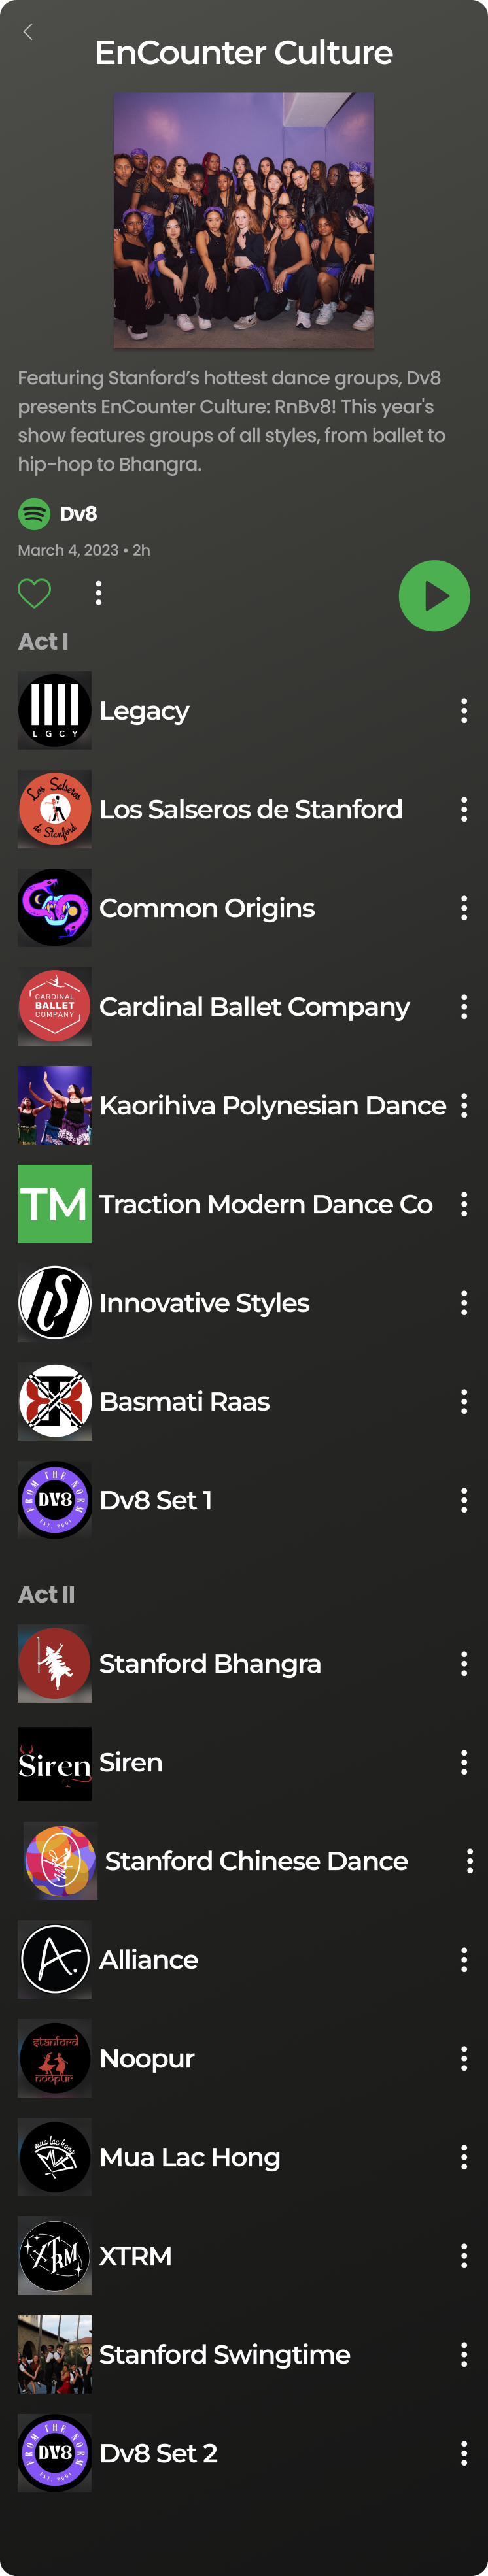 EnCounter Culture
Featuring Stanford’s hottest dance groups, Dv8
presents EnCounter Culture: RnBv8! This year's
show features groups of all styles, from ballet to
hip-hop to Bhangra.
Dv8
March 4, 2023 • 2h
Act I
LGCY
Legacy
Los Salseros
de Stanford
Los Salseros de Stanford
Common Origins
CARDINAL
BALLET
COMPANY
Cardinal Ballet Company
Kaorihiva Polynesian Dance
TM
Traction Modern Dance Co
IS
Innovative Styles
Basmati Raas
FROM THE NORM
DV8
EST. 2001
Dv8 Set 1
Act II
Stanford Bhangra
Siren
Siren
Stanford Chinese Dance
A.
Alliance
stanford
noopur
Noopur
mua lac hong
MLH
Mua Lac Hong
XTRM
XTRM
Stanford Swingtime
FROM THE NORM
DV8
EST. 2001
Dv8 Set 2